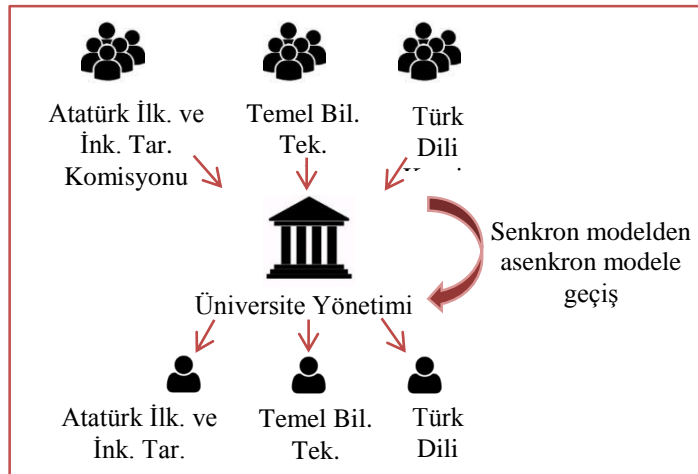 Atatürk İlk. ve
İnk. Tar.
Komisyonu
Temel Bil.
Tek.
Türk
Dili
Senkron modelden
asenkron modele
geçiş
Üniversite Yönetimi
Atatürk İlk. ve
İnk. Tar.
Temel Bil.
Tek.
Türk
Dili